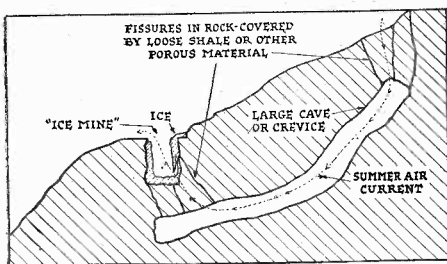 FISSURES IN ROCK-COVERED
BY LOOSE SHALE OR OTHER
POROUS MATERIAL
"ICE MINE"
ICE
LARGE CAVE
OR CREVICE
SUMMER AIR
CURRENT